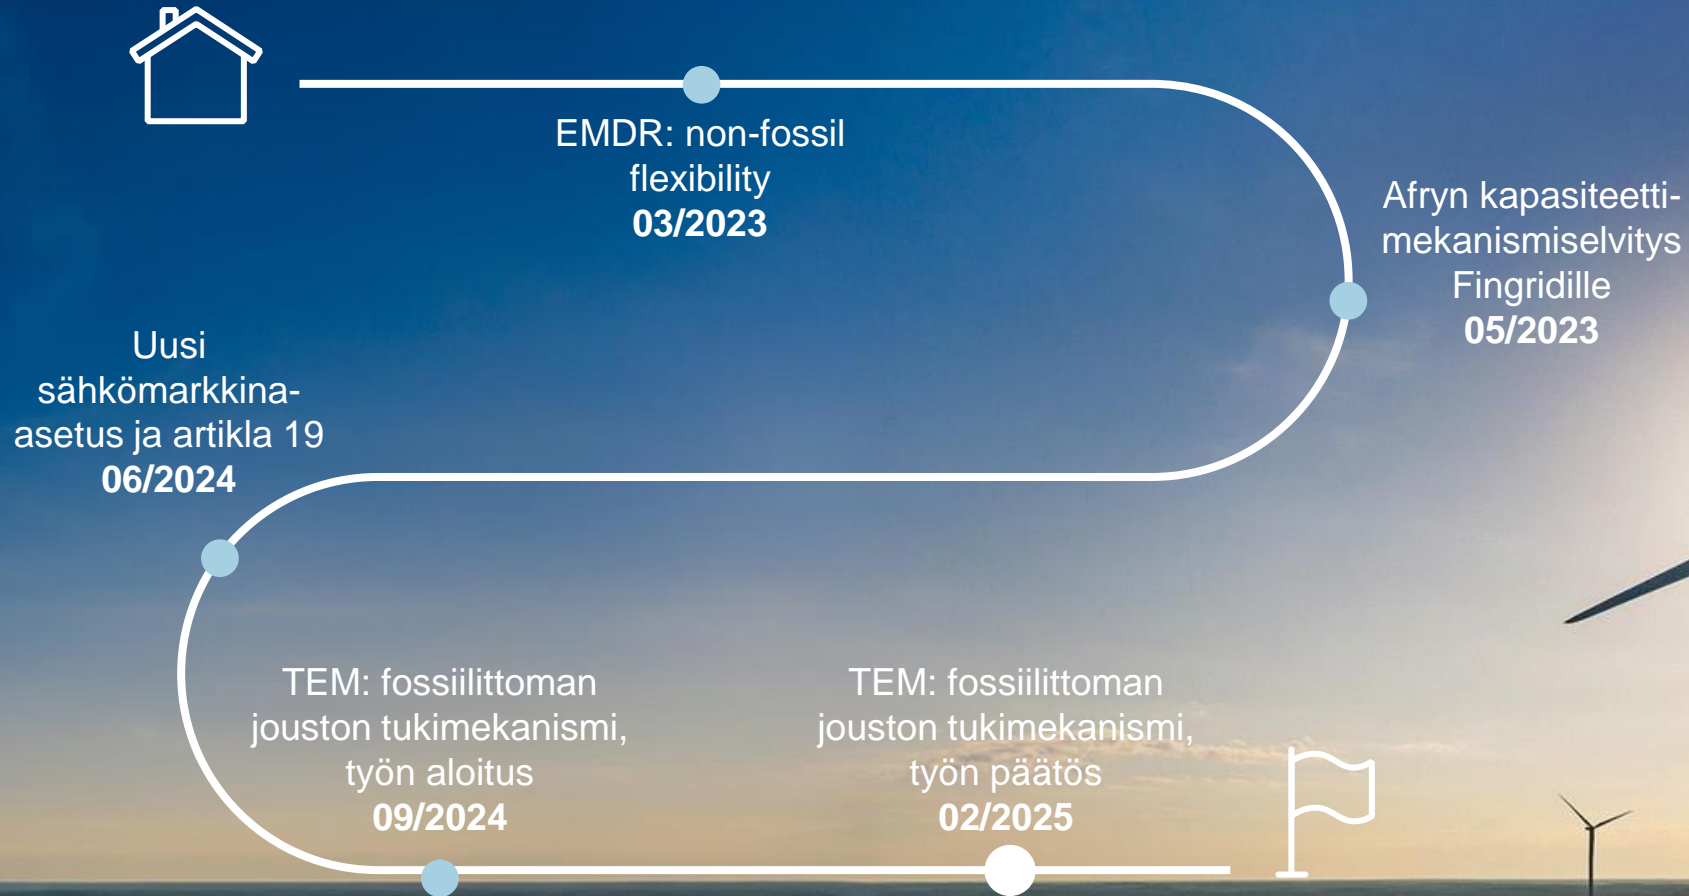 EMDR: non-fossil
flexibility
03/2023
Afryn kapasiteetti-
mekanismiselvitys
Fingridille
05/2023
Uusi
sähkömarkkina-
asetus ja artikla 19
06/2024
TEM: fossiilittoman
jouston tukimekanismi,
työn aloitus
09/2024
TEM: fossiilittoman
jouston tukimekanismi,
työn päätös
02/2025